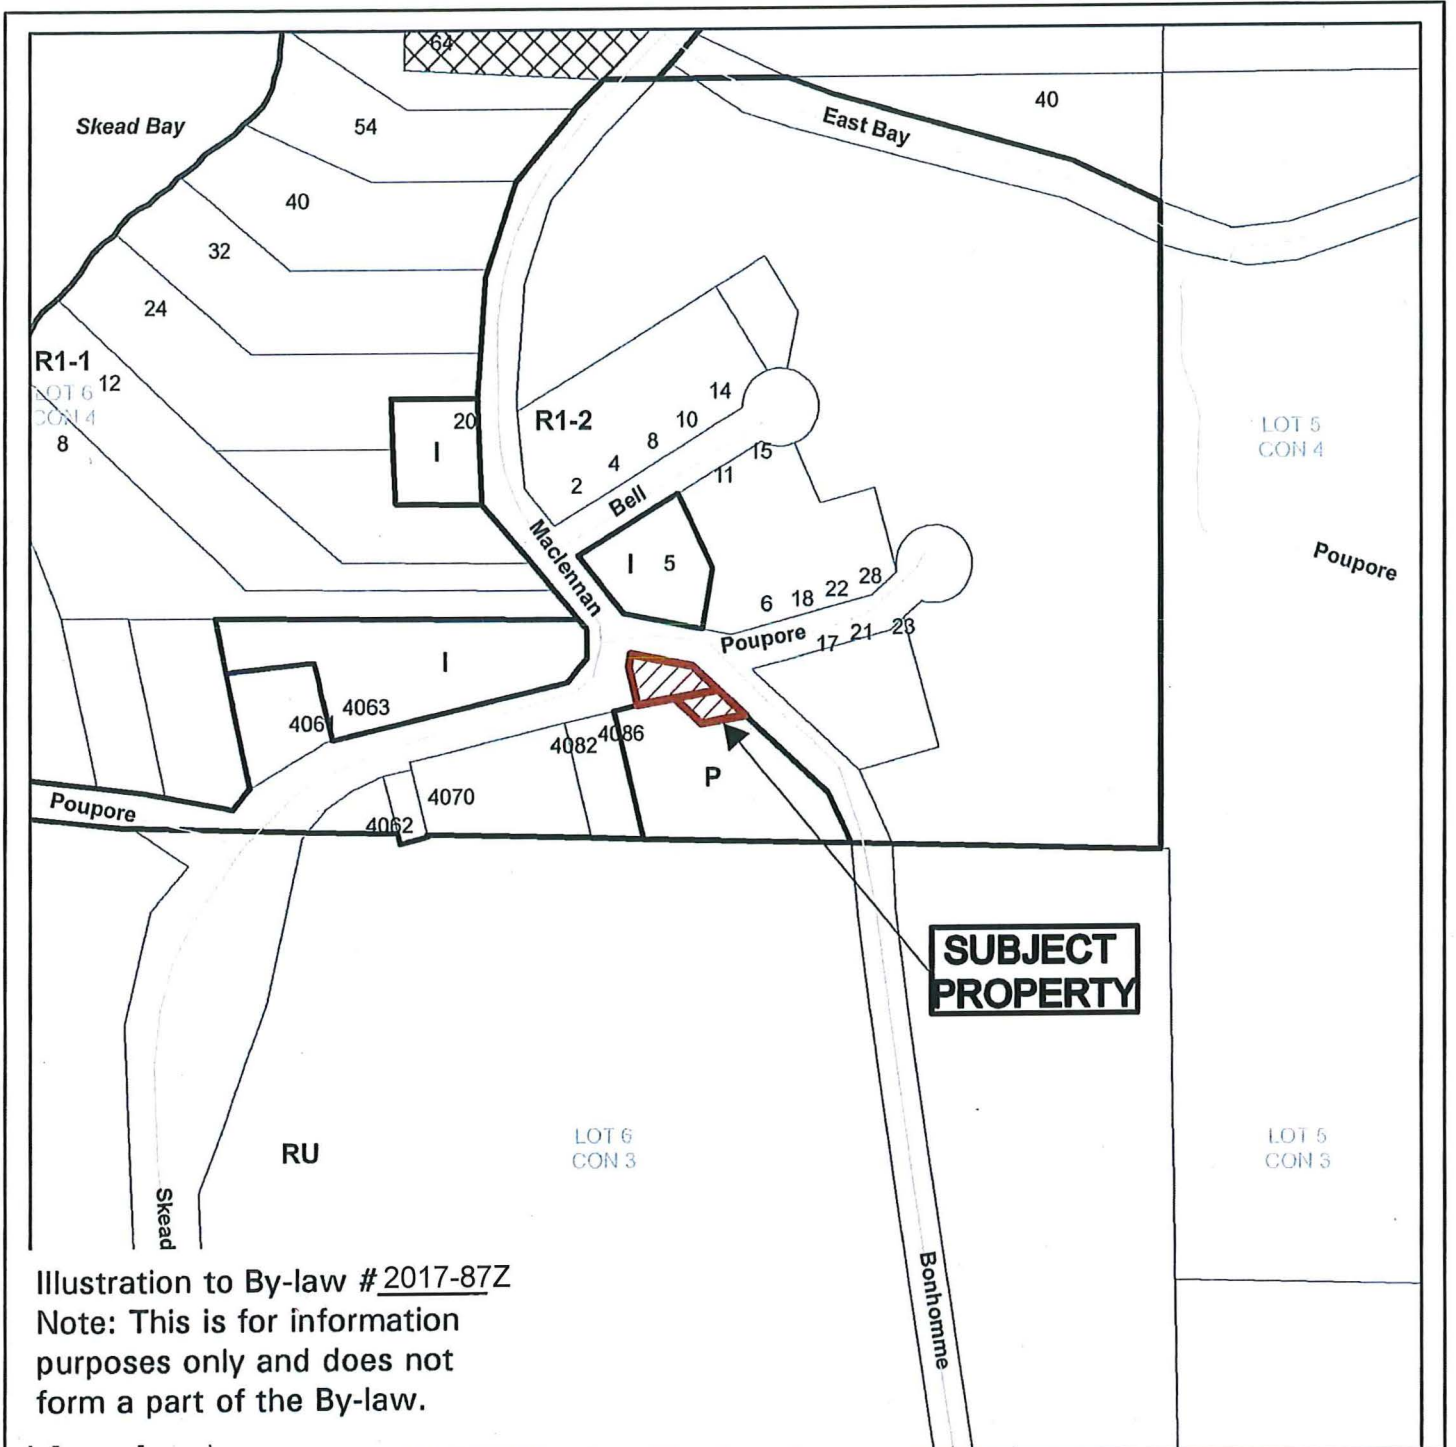 64
40
East Bay
Skead Bay
54
40
32
24
R1-1
12
LOT 6
CON 4
8
20
I
R1-2
14
10
8
4
2
15
11
Bell
LOT 5
CON 4
Maclennan
I
5
Poupore
28
22
18
6
Poupore
23
21
17
I
4063
4061
4086
4082
P
4070
4062
Poupore
SUBJECT
PROPERTY
RU
LOT 6
CON 3
LOT 5
CON 3
Skead
Bonhomme
Illustration to By-law # 2017-87Z
Note: This is for information
purposes only and does not
form a part of the By-law.